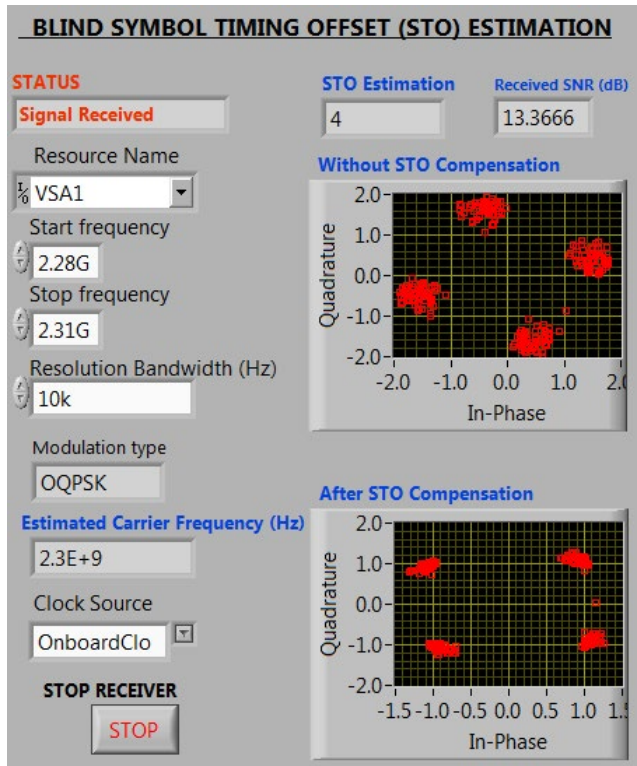 BLIND SYMBOL TIMING OFFSET (STO) ESTIMATION
STATUS
Signal Received
Resource Name
I/0 VSA1
Start frequency
2.28G
Stop frequency
2.31G
Resolution Bandwidth (Hz)
10k
Modulation type
OQPSK
Estimated Carrier Frequency (Hz)
2.3E+9
Clock Source
OnboardClo
STOP RECEIVER
STOP
STO Estimation
4
Received SNR (dB)
13.3666
Without STO Compensation
Quadrature
2.0
1.0
0.0
-1.0
-2.0
-2.0 -1.0 0.0 1.0 2.0
In-Phase
After STO Compensation
Quadrature
2.0
1.0
0.0
-1.0
-2.0
-1.5 -1.0 -0.5 0.0 0.5 1.0 1.
In-Phase